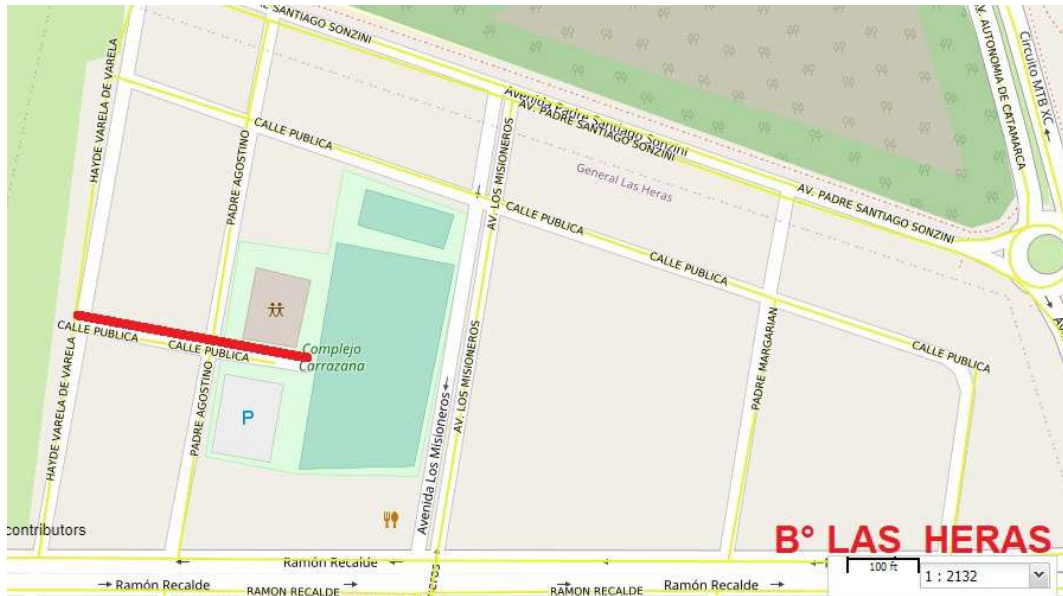 PADRE SANTIAGO SONZINI
AV. AUTONOMIA DE CATAMARCA
Circuito MTB XC
HAYDE VARELA DE VARELA
Avenida Padre Santiago Sonzini
AV. PADRE SANTIAGO SONZINI
CALLE PUBLICA
PADRE AGOSTINO
AV. LOS MISIONEROS
General Las Heras
AV. PADRE SANTIAGO SONZINI
CALLE PUBLICA
CALLE PUBLICA
CALLE PUBLICA
CALLE PUBLICA
CALLE PUBLICA
Complejo
Carrazana
AV. LOS MISIONEROS
PADRE MARGARIAN
HAYDE VARELA DE VARELA
PADRE AGOSTINO
P
Avenida Los Misioneros
contributors
B° LAS HERAS
Ramón Recalde
100 ft
1 : 2132
Ramón Recalde
RAMON RECALDE
neros
RAMON RECALDE
Ramón Recalde